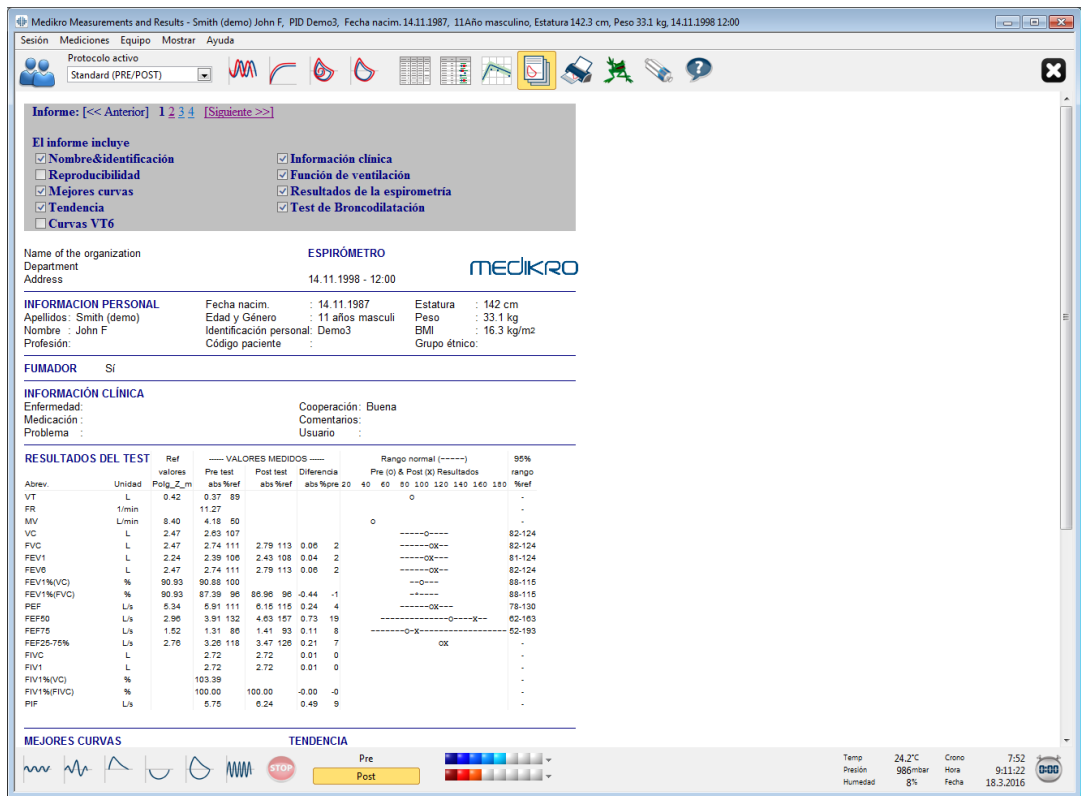 Medikro Measurements and Results - Smith (demo) John F, PID Demo3, Fecha nacim. 14.11.1987, 11Año masculino, Estatura 142.3 cm, Peso 33.1 kg, 14.11.1998 12:00
Sesión Mediciones Equipo Mostrar Ayuda
Protocolo activo
Standard (PRE/POST)
Informe: [<< Anterior] 1 2 3 4 [Siguiente >>]
El informe incluye
Nombre&identificación Información clínica
Reproducibilidad Función de ventilación
Mejores curvas Resultados de la espirometría
Tendencia Test de Broncodilatación
Curvas VT6
Name of the organization ESPIRÓMETRO
Department MEDIKRO
Address 14.11.1998 - 12:00
INFORMACION PERSONAL Fecha nacim. : 14.11.1987 Estatura : 142 cm
Apellidos: Smith (demo) Edad y Género : 11 años masculi Peso : 33.1 kg
Nombre : John F Identificación personal: Demo3 BMI : 16.3 kg/m2
Profesión: Código paciente : Grupo étnico:
FUMADOR Sí
INFORMACIÓN CLÍNICA
Enfermedad: Cooperación: Buena
Medicación : Comentarios:
Problema : Usuario :
RESULTADOS DEL TEST Ref ------ VALORES MEDIDOS ------ Rango normal (-----) 95%
valores Pre test Post test Diferencia Pre (0) & Post (X) Resultados rango
Abrev. Unidad Polg_Z_m abs %ref abs %ref abs %pre 20 40 60 80 100 120 140 160 180 %ref
VT L 0.42 0.37 89 o -
FR 1/min 11.27 -
MV L/min 8.40 4.18 50 o -
VC L 2.47 2.63 107 -----o---- 82-124
FVC L 2.47 2.74 111 2.79 113 0.06 2 ------ox-- 82-124
FEV1 L 2.24 2.39 106 2.43 108 0.04 2 -----ox--- 81-124
FEV6 L 2.47 2.74 111 2.79 113 0.06 2 ------ox-- 82-124
FEV1%(VC) % 90.93 90.88 100 --o--- 88-115
FEV1%(FVC) % 90.93 87.39 96 86.96 96 -0.44 -1 -*---- 88-115
PEF L/s 5.34 5.91 111 6.15 115 0.24 4 ------ox--- 78-130
FEF50 L/s 2.96 3.91 132 4.63 157 0.73 19 --------------o----x-- 62-163
FEF75 L/s 1.52 1.31 86 1.41 93 0.11 8 -------o-x------------------ 52-193
FEF25-75% L/s 2.76 3.26 118 3.47 126 0.21 7 ox -
FIVC L 2.72 2.72 0.01 0 -
FIV1 L 2.72 2.72 0.01 0 -
FIV1%(VC) % 103.39 -
FIV1%(FIVC) % 100.00 100.00 -0.00 -0 -
PIF L/s 5.75 6.24 0.49 9 -
MEJORES CURVAS TENDENCIA
STOP
Pre
Post
Temp 24.2°C Crono 7:52
Presión 986mbar Hora 9:11:22
Humedad 8% Fecha 18.3.2016
0:00